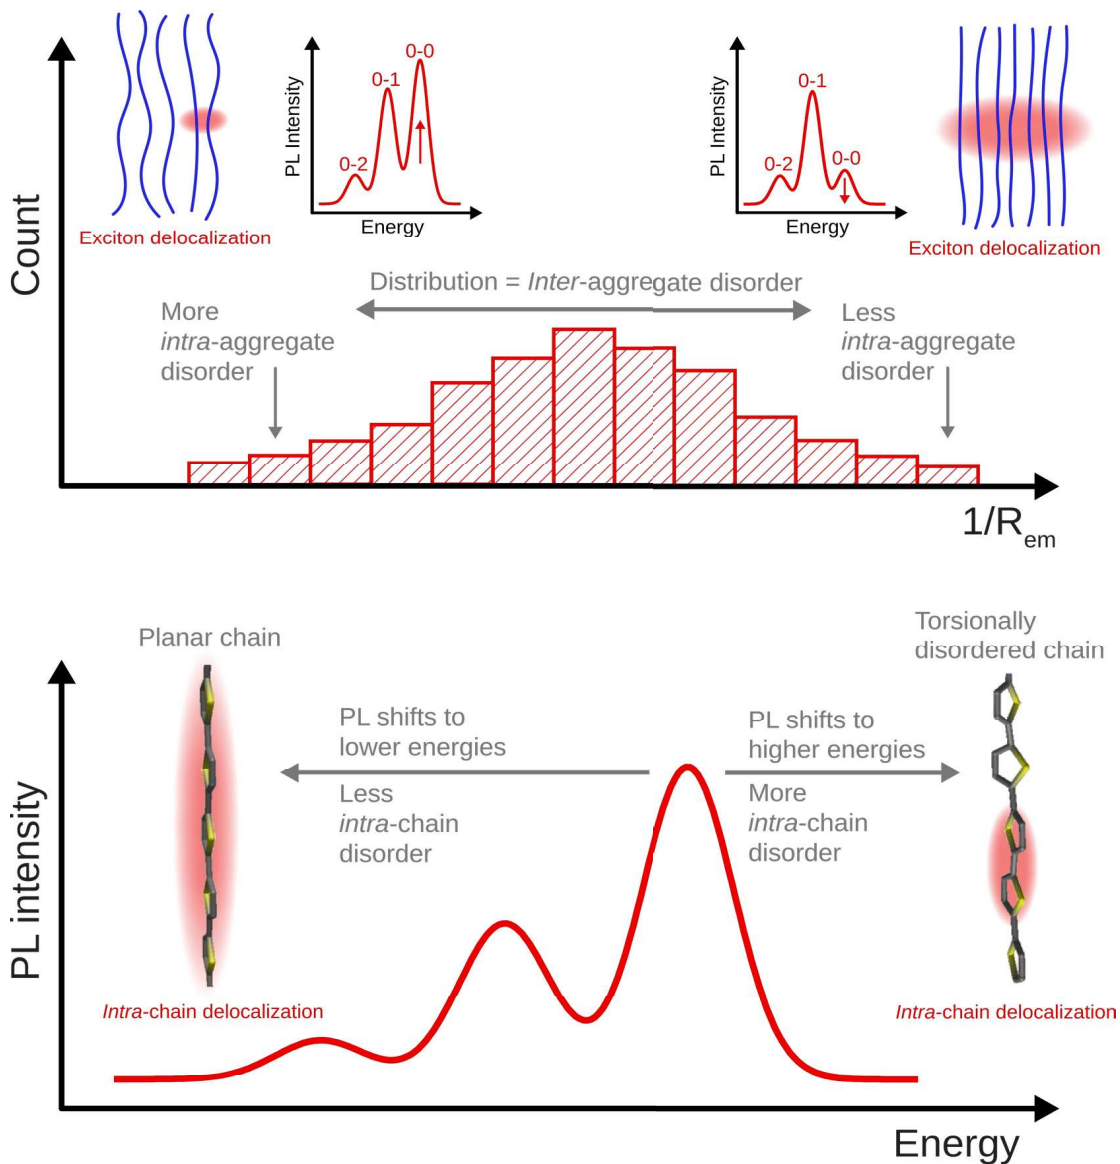 Count
Exciton delocalization
PL Intensity
0-2
0-1
0-0
Energy
PL Intensity
0-2
0-1
0-0
Energy
Exciton delocalization
Distribution = Inter-aggregate disorder
More
intra-aggregate
disorder
Less
intra-aggregate
disorder
1/Rem
PL intensity
Planar chain
Intra-chain delocalization
PL shifts to
lower energies
Less
intra-chain
disorder
PL shifts to
higher energies
More
intra-chain
disorder
Torsionally
disordered chain
Intra-chain delocalization
Energy